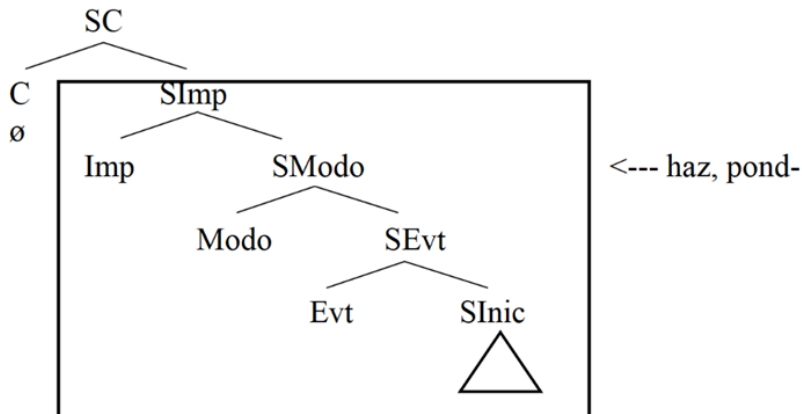 SC
C SImp
ø
Imp SModo <--- haz, pond-
Modo SEvt
Evt SInic